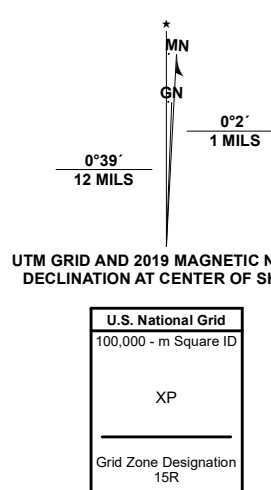 ★
MN
GN
0°2´
1 MILS
0°39´
12 MILS
UTM GRID AND 2019 MAGNETIC N
DECLINATION AT CENTER OF SH
U.S. National Grid
100,000 - m Square ID
XP
Grid Zone Designation
15R